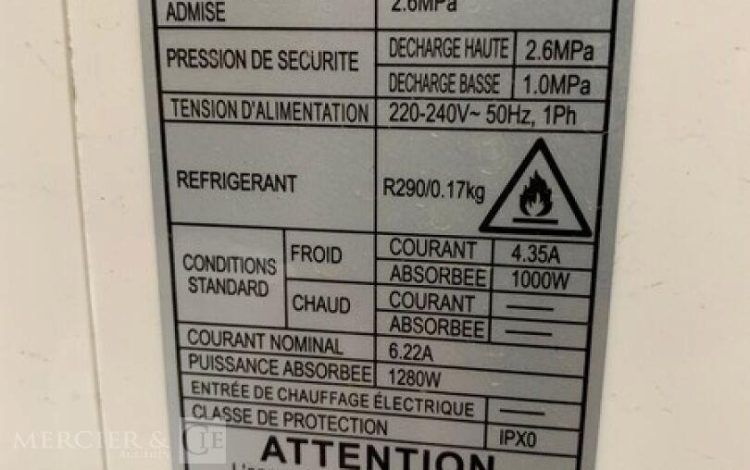 ADMISE 2.6MPa
PRESSION DE SECURITE DECHARGE HAUTE 2.6MPa
DECHARGE BASSE 1.0MPa
TENSION D'ALIMENTATION 220-240V~ 50Hz, 1Ph
REFRIGERANT R290/0.17kg
CONDITIONS STANDARD FROID COURANT 4.35A
ABSORBEE 1000W
CHAUD COURANT —
ABSORBEE —
COURANT NOMINAL 6.22A
PUISSANCE ABSORBEE 1280W
ENTRÉE DE CHAUFFAGE ÉLECTRIQUE —
CLASSE DE PROTECTION IPX0
ATTENTION
MERCIER & CIE